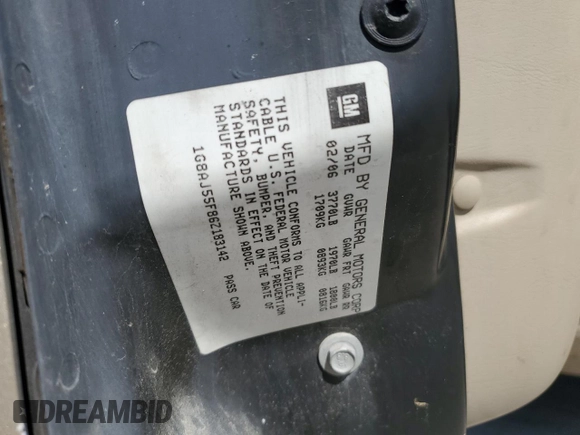 GM
MFD BY GENERAL MOTORS CORP
DATE GVWR GAWR FRT GAWR RR
02/06 3770LB 1970LB 1800LB
1709KG 0893KG 0816KG
THIS VEHICLE CONFORMS TO ALL APPLI-
CABLE U.S. FEDERAL MOTOR VEHICLE
SAFETY, BUMPER, AND THEFT PREVENTION
STANDARDS IN EFFECT ON THE DATE OF
MANUFACTURE SHOWN ABOVE.
1G8AJ55F862183142 PASS CAR
DREAMBID